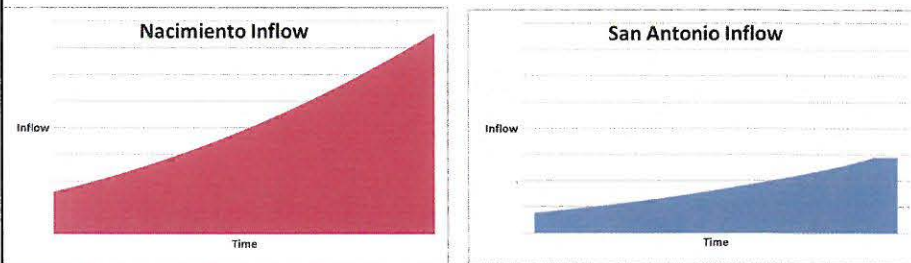 Nacimiento Inflow
Inflow
Time
San Antonio Inflow
Inflow
Time